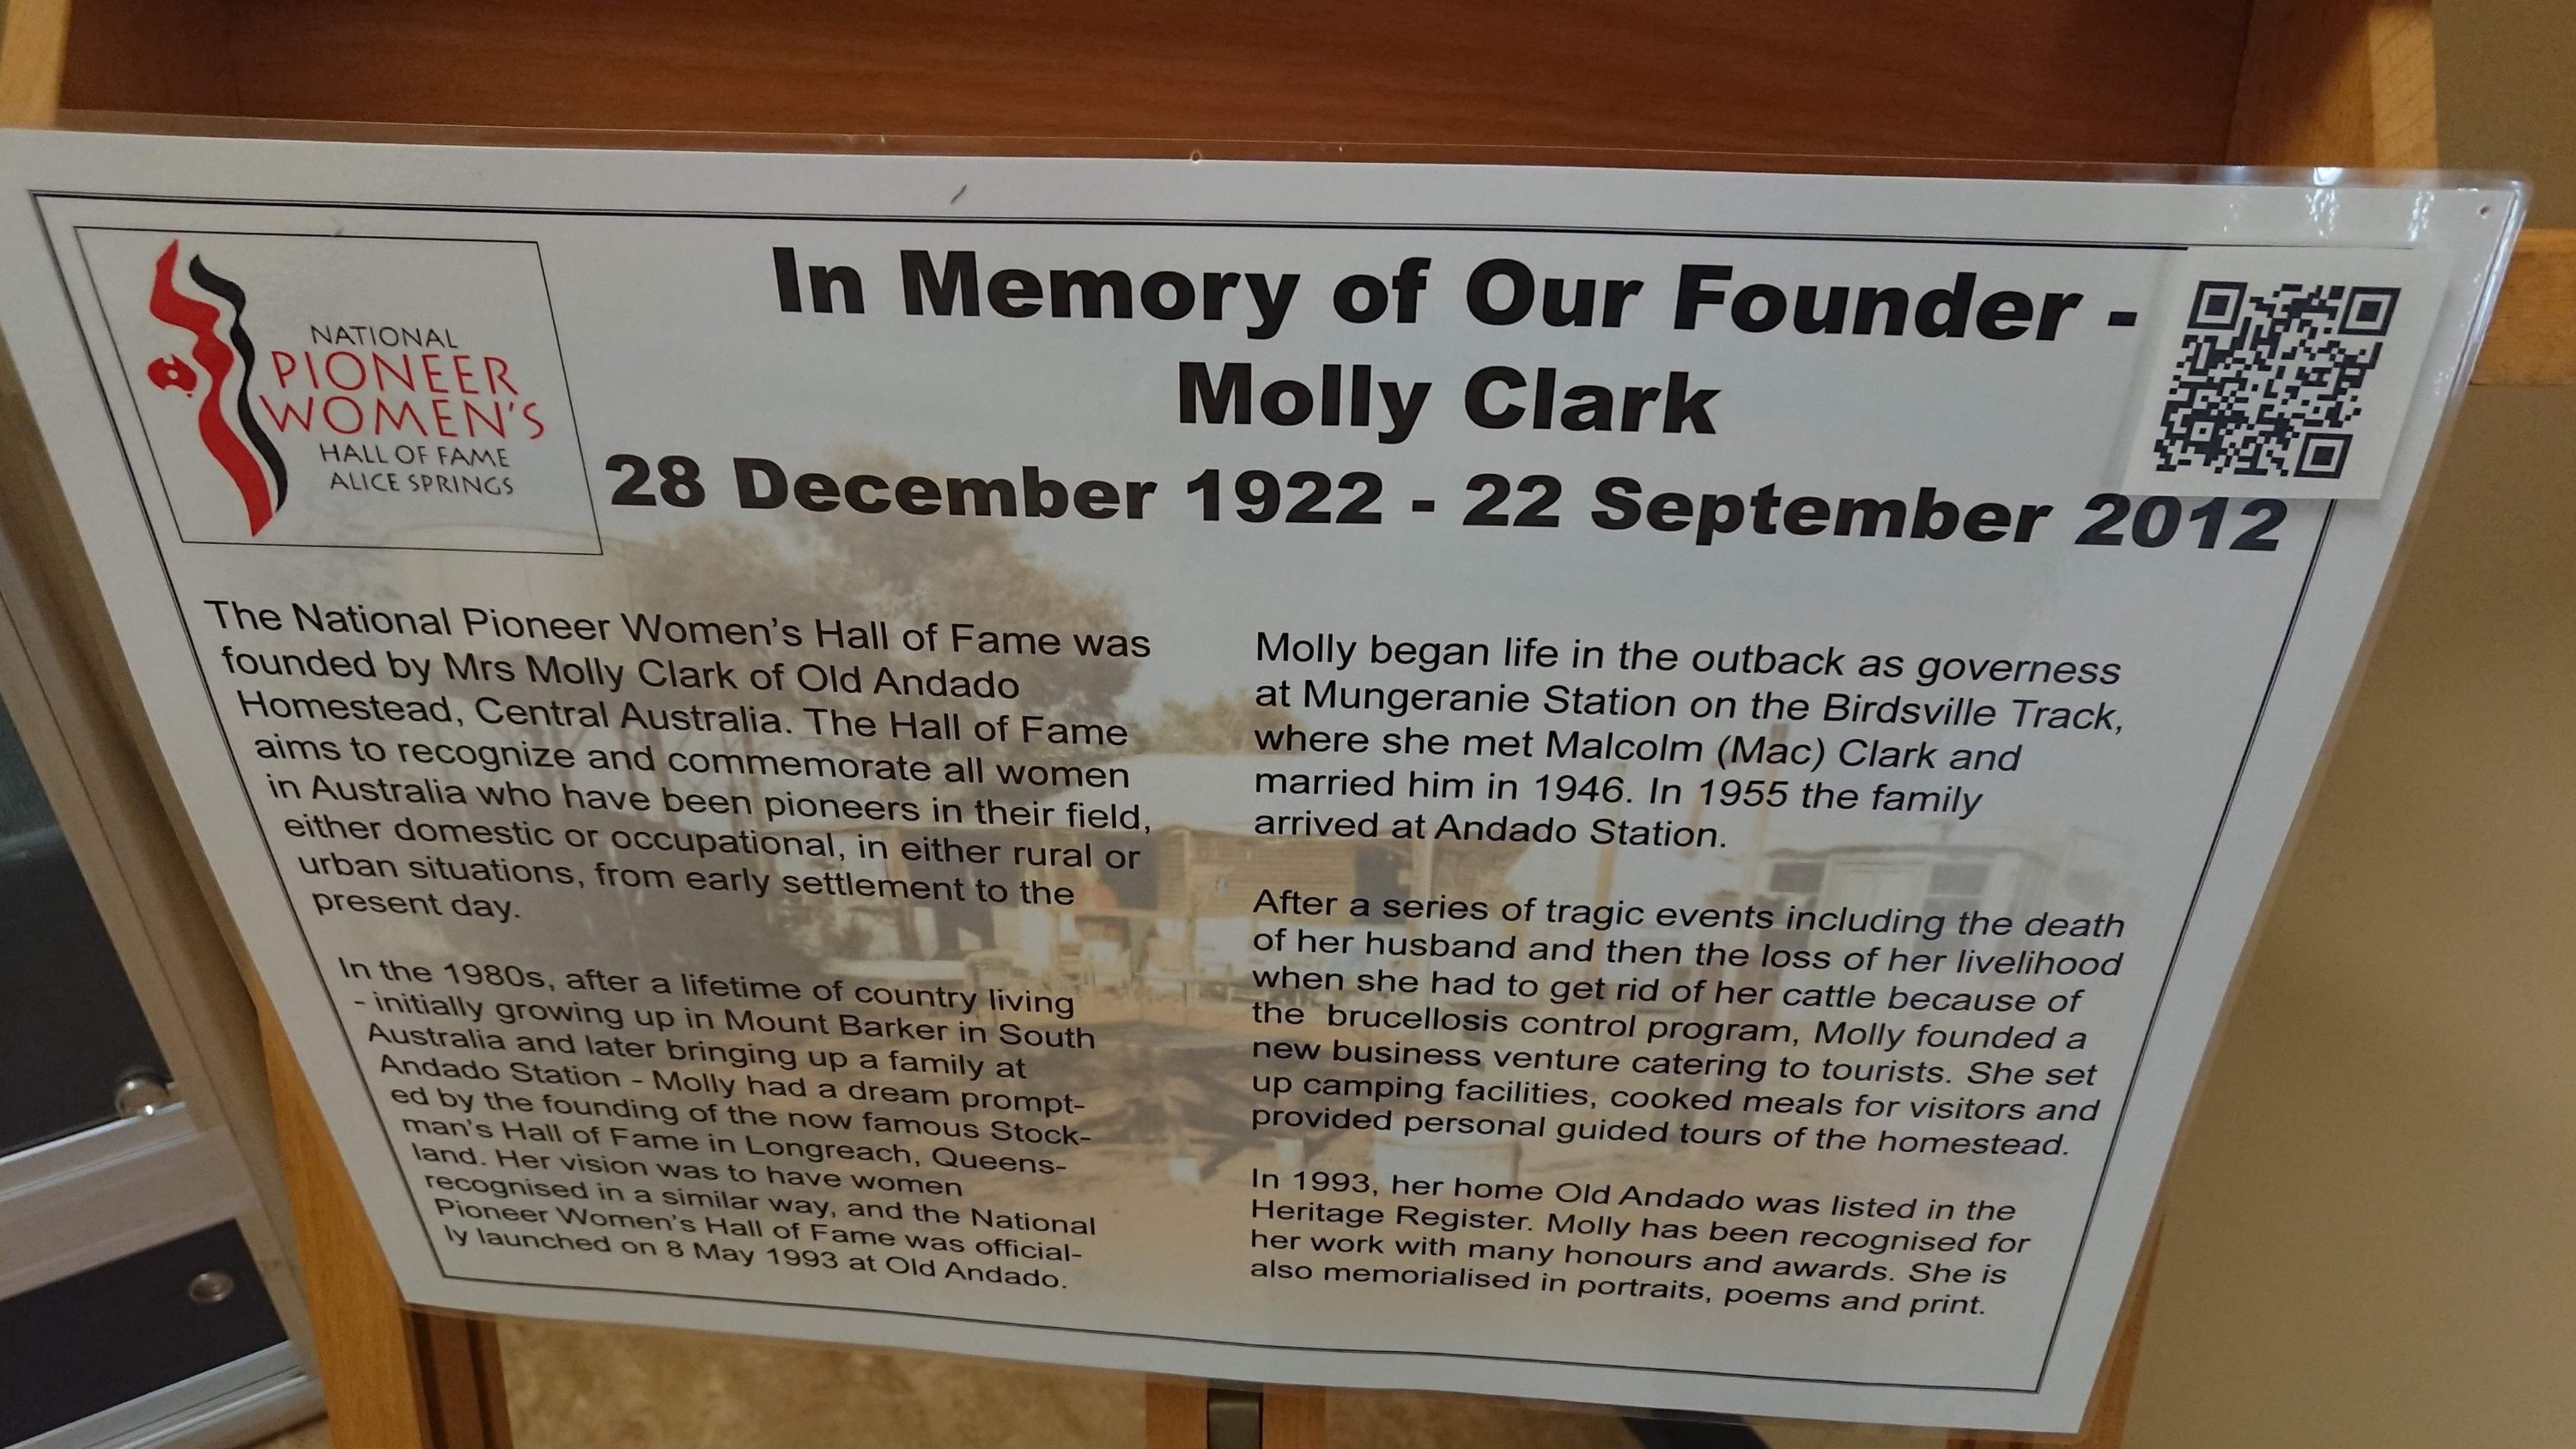 NATIONAL
PIONEER
WOMEN'S
HALL OF FAME
ALICE SPRINGS
In Memory of Our Founder -
Molly Clark
28 December 1922 - 22 September 2012
The National Pioneer Women's Hall of Fame was
founded by Mrs Molly Clark of Old Andado
Homestead, Central Australia. The Hall of Fame
aims to recognize and commemorate all women
in Australia who have been pioneers in their field,
either domestic or occupational, in either rural or
urban situations, from early settlement to the
present day.
In the 1980s, after a lifetime of country living
- initially growing up in Mount Barker in South
Australia and later bringing up a family at
Andado Station - Molly had a dream prompt-
ed by the founding of the now famous Stock-
man's Hall of Fame in Longreach, Queens-
land. Her vision was to have women
recognised in a similar way, and the National
Pioneer Women's Hall of Fame was official-
ly launched on 8 May 1993 at Old Andado.
Molly began life in the outback as governess
at Mungeranie Station on the Birdsville Track,
where she met Malcolm (Mac) Clark and
married him in 1946. In 1955 the family
arrived at Andado Station.
After a series of tragic events including the death
of her husband and then the loss of her livelihood
when she had to get rid of her cattle because of
the brucellosis control program, Molly founded a
new business venture catering to tourists. She set
up camping facilities, cooked meals for visitors and
provided personal guided tours of the homestead.
In 1993, her home Old Andado was listed in the
Heritage Register. Molly has been recognised for
her work with many honours and awards. She is
also memorialised in portraits, poems and print.